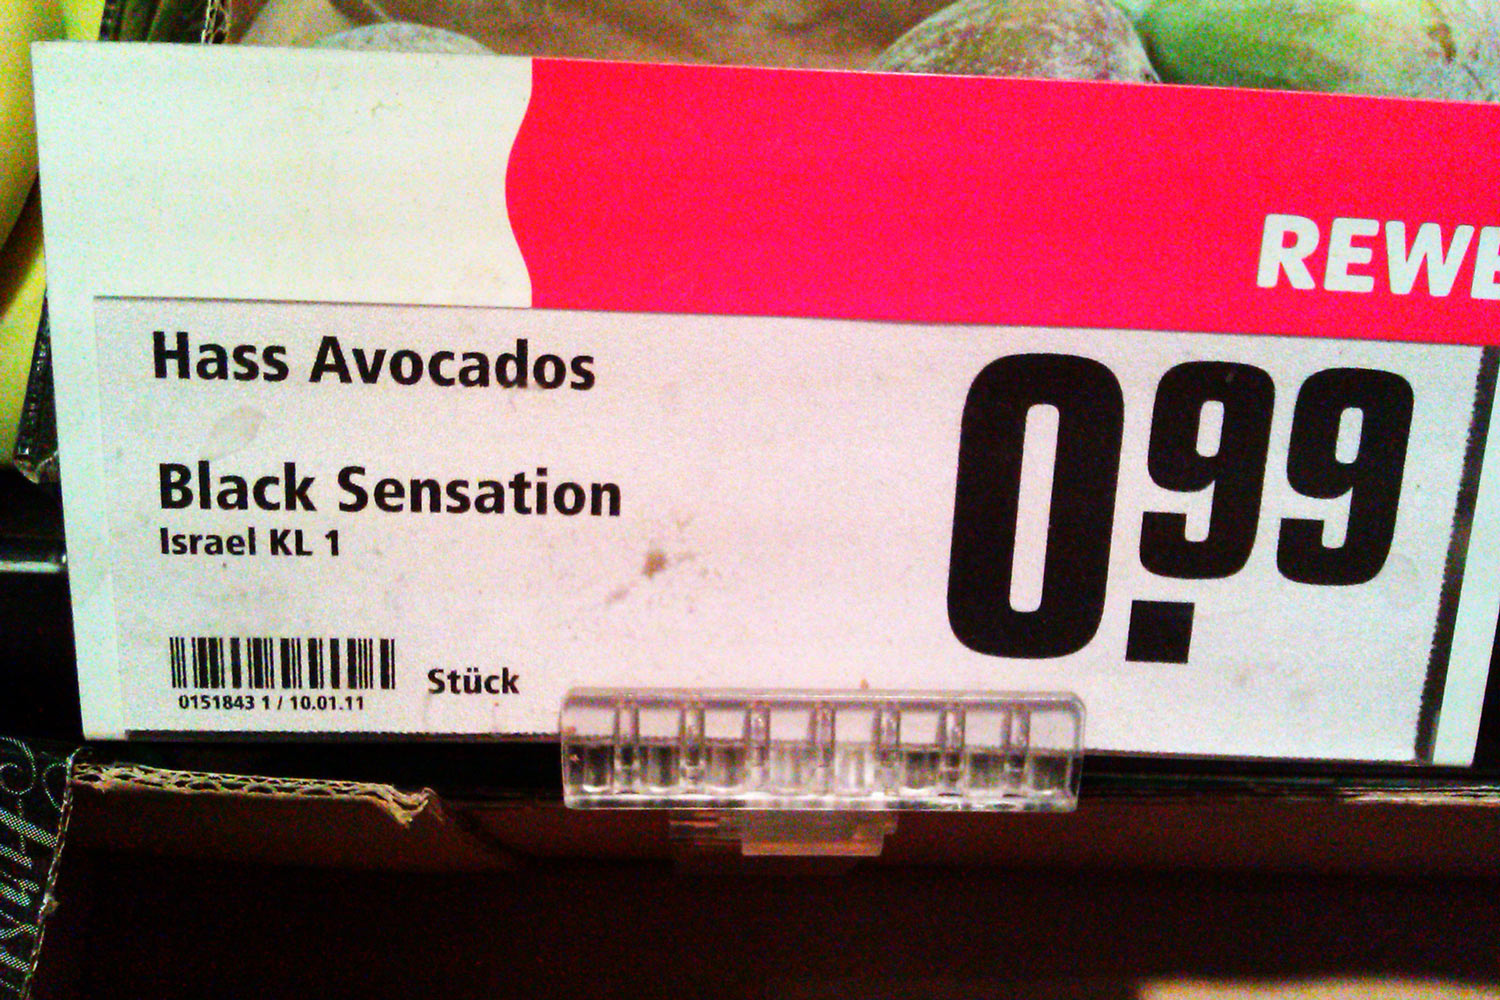 REWE
Hass Avocados
0.99
Black Sensation
Israel KL 1
Stück
0151843 1 / 10.01.11